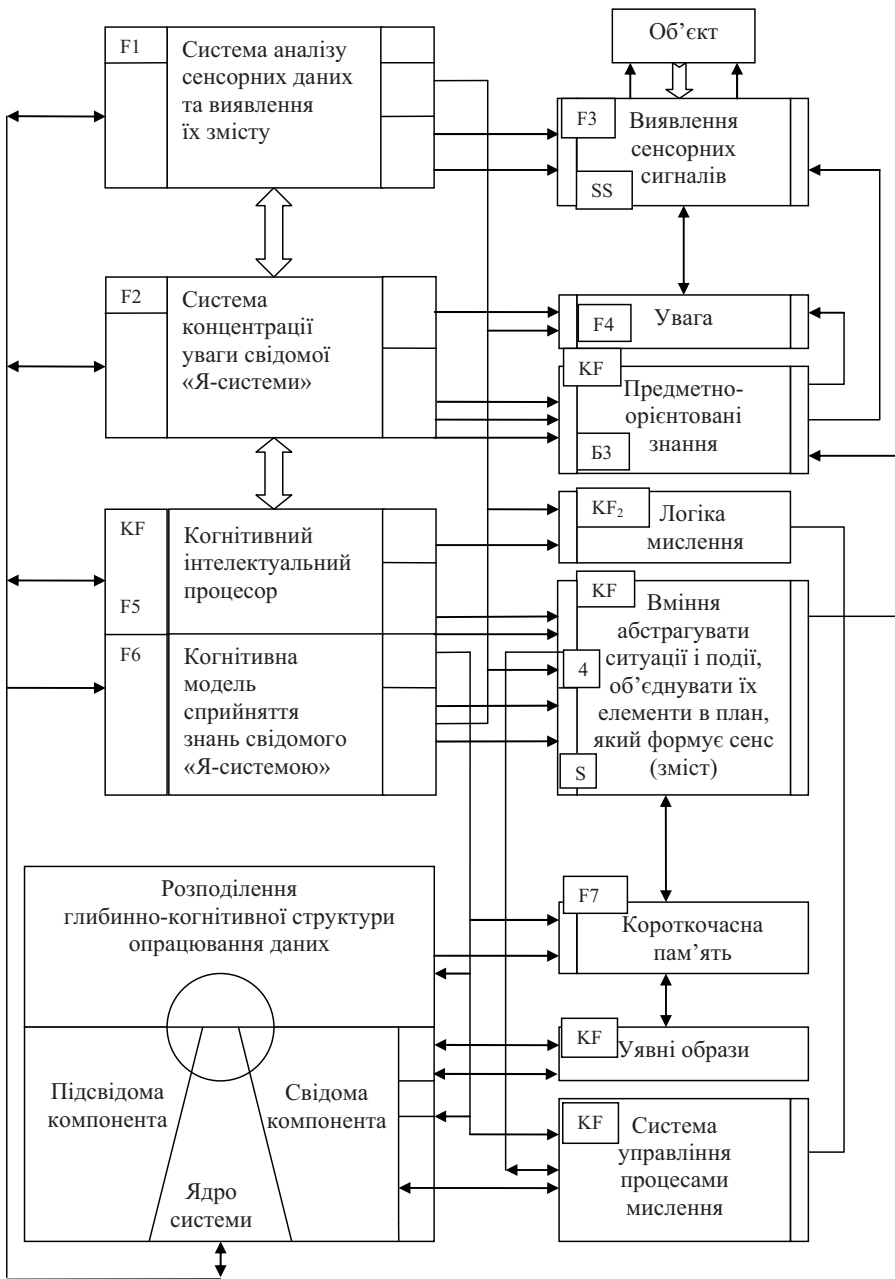 F1
Система аналізу
сенсорних даних
та виявлення
їх змісту
Об’єкт
F3
Виявлення
сенсорних
сигналів
SS
F2
Система
концентрації
уваги свідомої
«Я-системи»
F4
Увага
KF
Предметно-
орієнтовані
знання
БЗ
KF
Когнітивний
інтелектуальний
процесор
F5
KF₂
Логіка
мислення
F6
Когнітивна
модель
сприйняття
знань свідомого
«Я-системою»
KF
Вміння
абстрагувати
ситуації і події,
об’єднувати їх
елементи в план,
який формує сенс
(зміст)
4
S
Розподілення
глибинно-когнітивної структури
опрацювання даних
F7
Короткочасна
пам’ять
KF
Уявні образи
Підсвідома
компонента
Свідома
компонента
Ядро
системи
KF
Система
управління
процесами
мислення